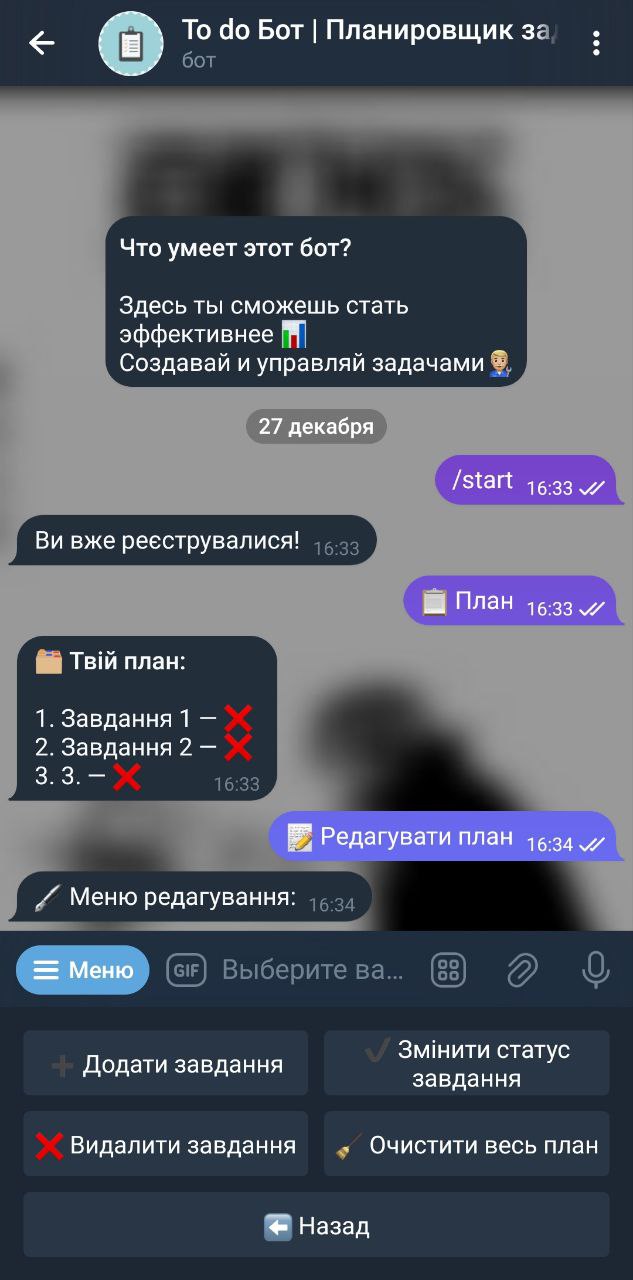 To do Бот | Планировщик за
бот
Что умеет этот бот?
Здесь ты сможешь стать
эффективнее 📊
Создавай и управляй задачами👨🏼‍🔧
27 декабря
/start 16:33
Ви вже реєструвалися! 16:33
📋 План 16:33
🗂 Твій план:
1. Завдання 1 — ❌
2. Завдання 2 — ❌
3. 3. — ❌ 16:33
📝 Редагувати план 16:34
🖌 Меню редагування: 16:34
Меню
GIF
Выберите ва...
➕ Додати завдання
✔ Змінити статус
завдання
❌ Видалити завдання
🧹 Очистити весь план
⬅ Назад